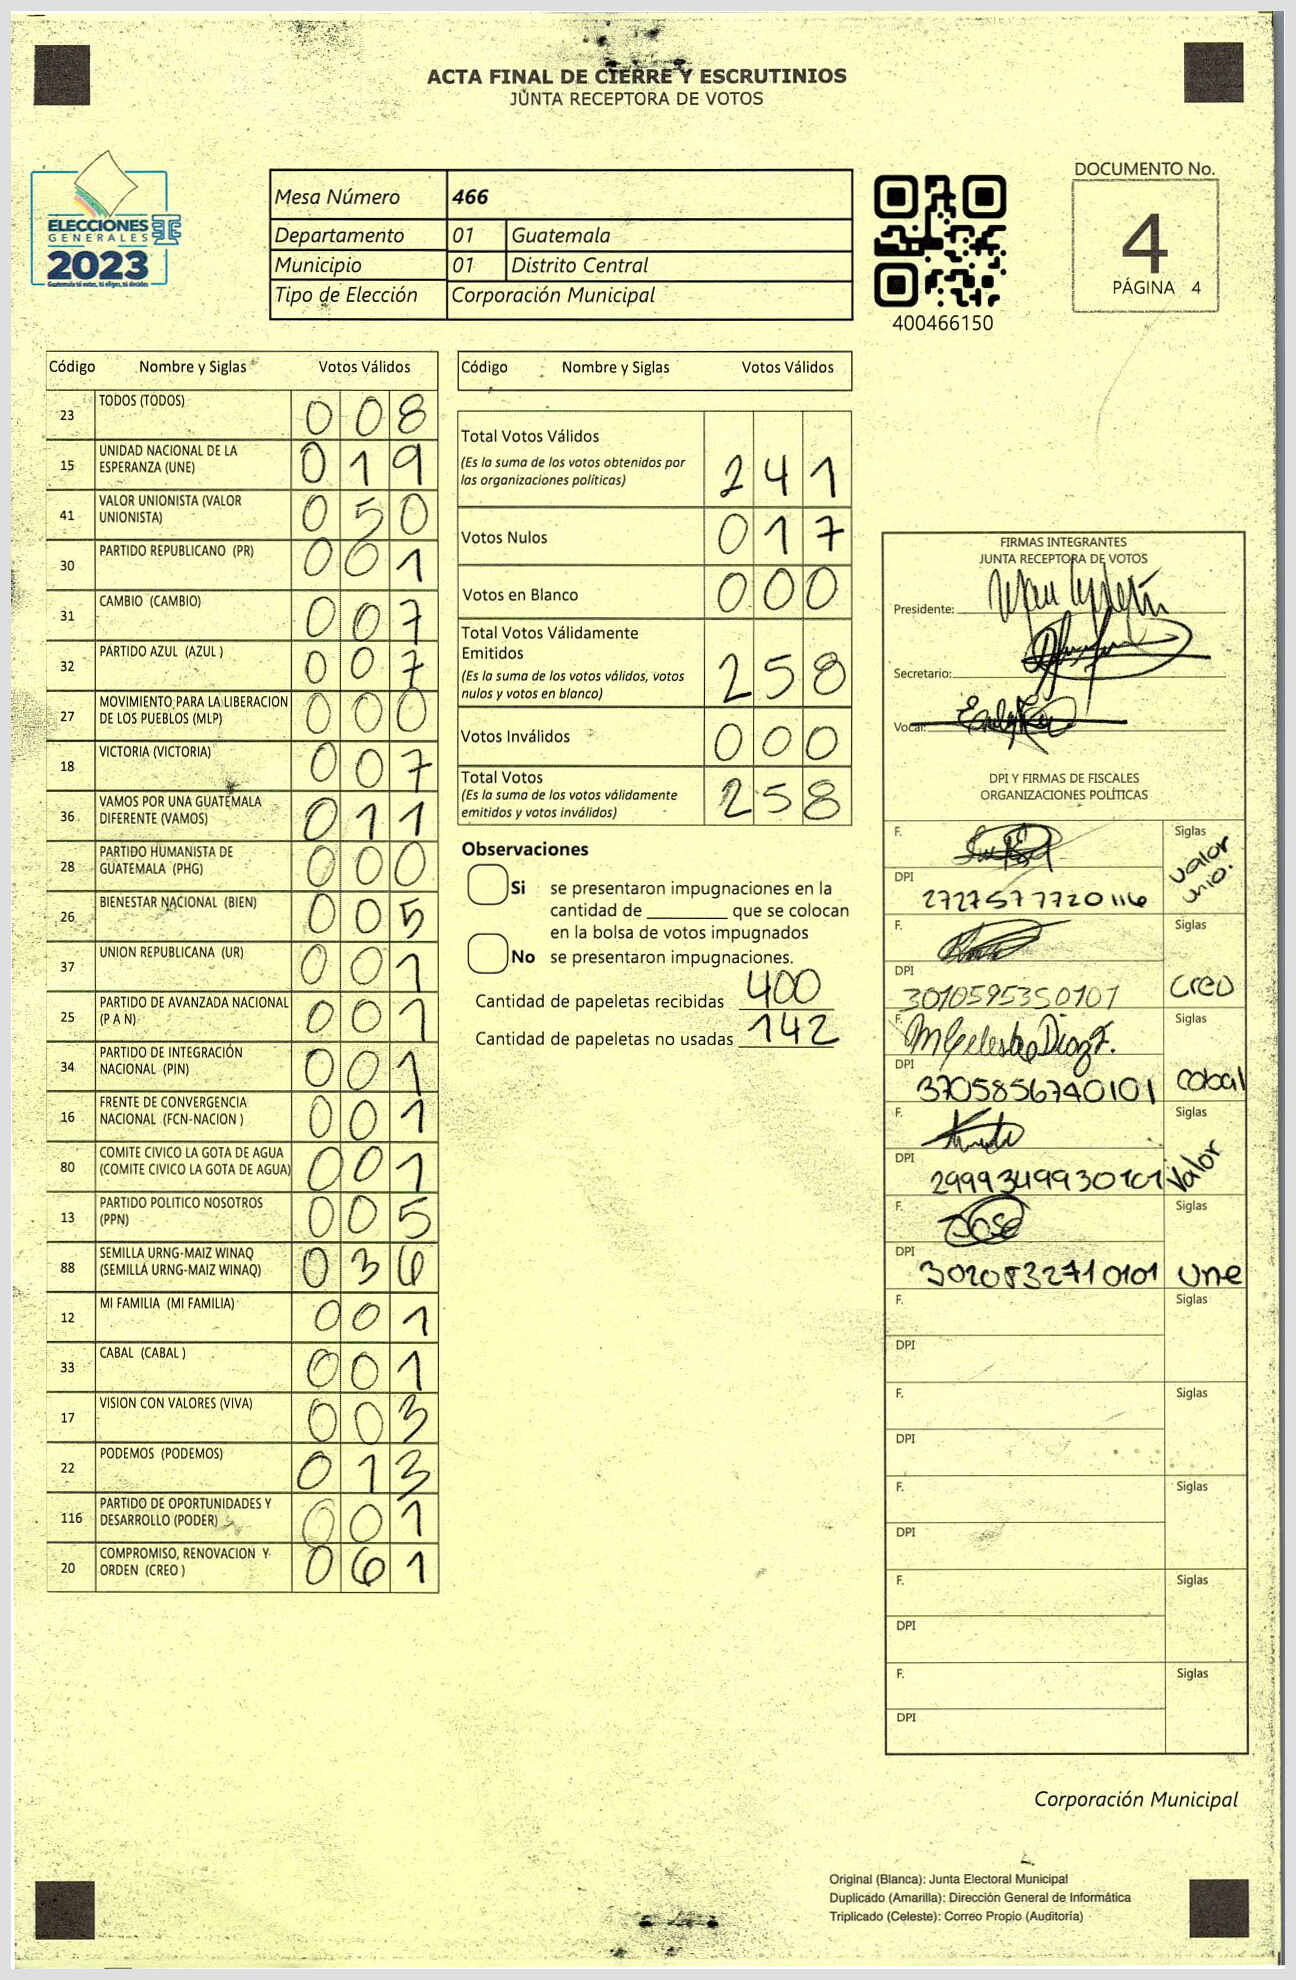 ACTA FINAL DE CIERRE Y ESCRUTINIOS
JUNTA RECEPTORA DE VOTOS
ELECCIONES
GENERALES
2023
Guatemala tú votas, tú eliges, tú decides
Mesa Número 466
Departamento 01 Guatemala
Municipio 01 Distrito Central
Tipo de Elección Corporación Municipal
400466150
DOCUMENTO No.
4
PÁGINA 4
Código Nombre y Siglas Votos Válidos
23 TODOS (TODOS) 008
15 UNIDAD NACIONAL DE LA ESPERANZA (UNE) 019
41 VALOR UNIONISTA (VALOR UNIONISTA) 050
30 PARTIDO REPUBLICANO (PR) 001
31 CAMBIO (CAMBIO) 007
32 PARTIDO AZUL (AZUL ) 007
27 MOVIMIENTO PARA LA LIBERACION DE LOS PUEBLOS (MLP) 000
18 VICTORIA (VICTORIA) 007
36 VAMOS POR UNA GUATEMALA DIFERENTE (VAMOS) 011
28 PARTIDO HUMANISTA DE GUATEMALA (PHG) 000
26 BIENESTAR NACIONAL (BIEN) 005
37 UNION REPUBLICANA (UR) 001
25 PARTIDO DE AVANZADA NACIONAL (P A N) 001
34 PARTIDO DE INTEGRACIÓN NACIONAL (PIN) 001
16 FRENTE DE CONVERGENCIA NACIONAL (FCN-NACION ) 001
80 COMITE CIVICO LA GOTA DE AGUA (COMITE CIVICO LA GOTA DE AGUA) 001
13 PARTIDO POLITICO NOSOTROS (PPN) 005
88 SEMILLA URNG-MAIZ WINAQ (SEMILLA URNG-MAIZ WINAQ) 036
12 MI FAMILIA (MI FAMILIA) 001
33 CABAL (CABAL ) 001
17 VISION CON VALORES (VIVA) 003
22 PODEMOS (PODEMOS) 013
116 PARTIDO DE OPORTUNIDADES Y DESARROLLO (PODER) 001
20 COMPROMISO, RENOVACION Y ORDEN (CREO ) 061
Código Nombre y Siglas Votos Válidos
Total Votos Válidos 241
(Es la suma de los votos obtenidos por
las organizaciones políticas)
Votos Nulos 017
Votos en Blanco 000
Total Votos Válidamente
Emitidos 258
(Es la suma de los votos válidos, votos
nulos y votos en blanco)
Votos Inválidos 000
Total Votos 258
(Es la suma de los votos válidamente
emitidos y votos inválidos)
Observaciones
Si se presentaron impugnaciones en la
cantidad de ________ que se colocan
en la bolsa de votos impugnados
No se presentaron impugnaciones.
Cantidad de papeletas recibidas 400
Cantidad de papeletas no usadas 142
FIRMAS INTEGRANTES
JUNTA RECEPTORA DE VOTOS
Presidente:
Secretario:
Vocal:
DPI Y FIRMAS DE FISCALES
ORGANIZACIONES POLÍTICAS
F. Siglas
Valor
unio.
DPI 2727577720116
F. Siglas
DPI 3010595350101 Creo
F. Siglas
DPI 3705856740101 cabal
F. Siglas
DPI 2999349930101 Valor
F. José Siglas
DPI 3020832710101 une
F. Siglas
DPI
F. Siglas
DPI
F. Siglas
DPI
F. Siglas
DPI
F. Siglas
DPI
Corporación Municipal
Original (Blanca): Junta Electoral Municipal
Duplicado (Amarilla): Dirección General de Informática
Triplicado (Celeste): Correo Propio (Auditoría)